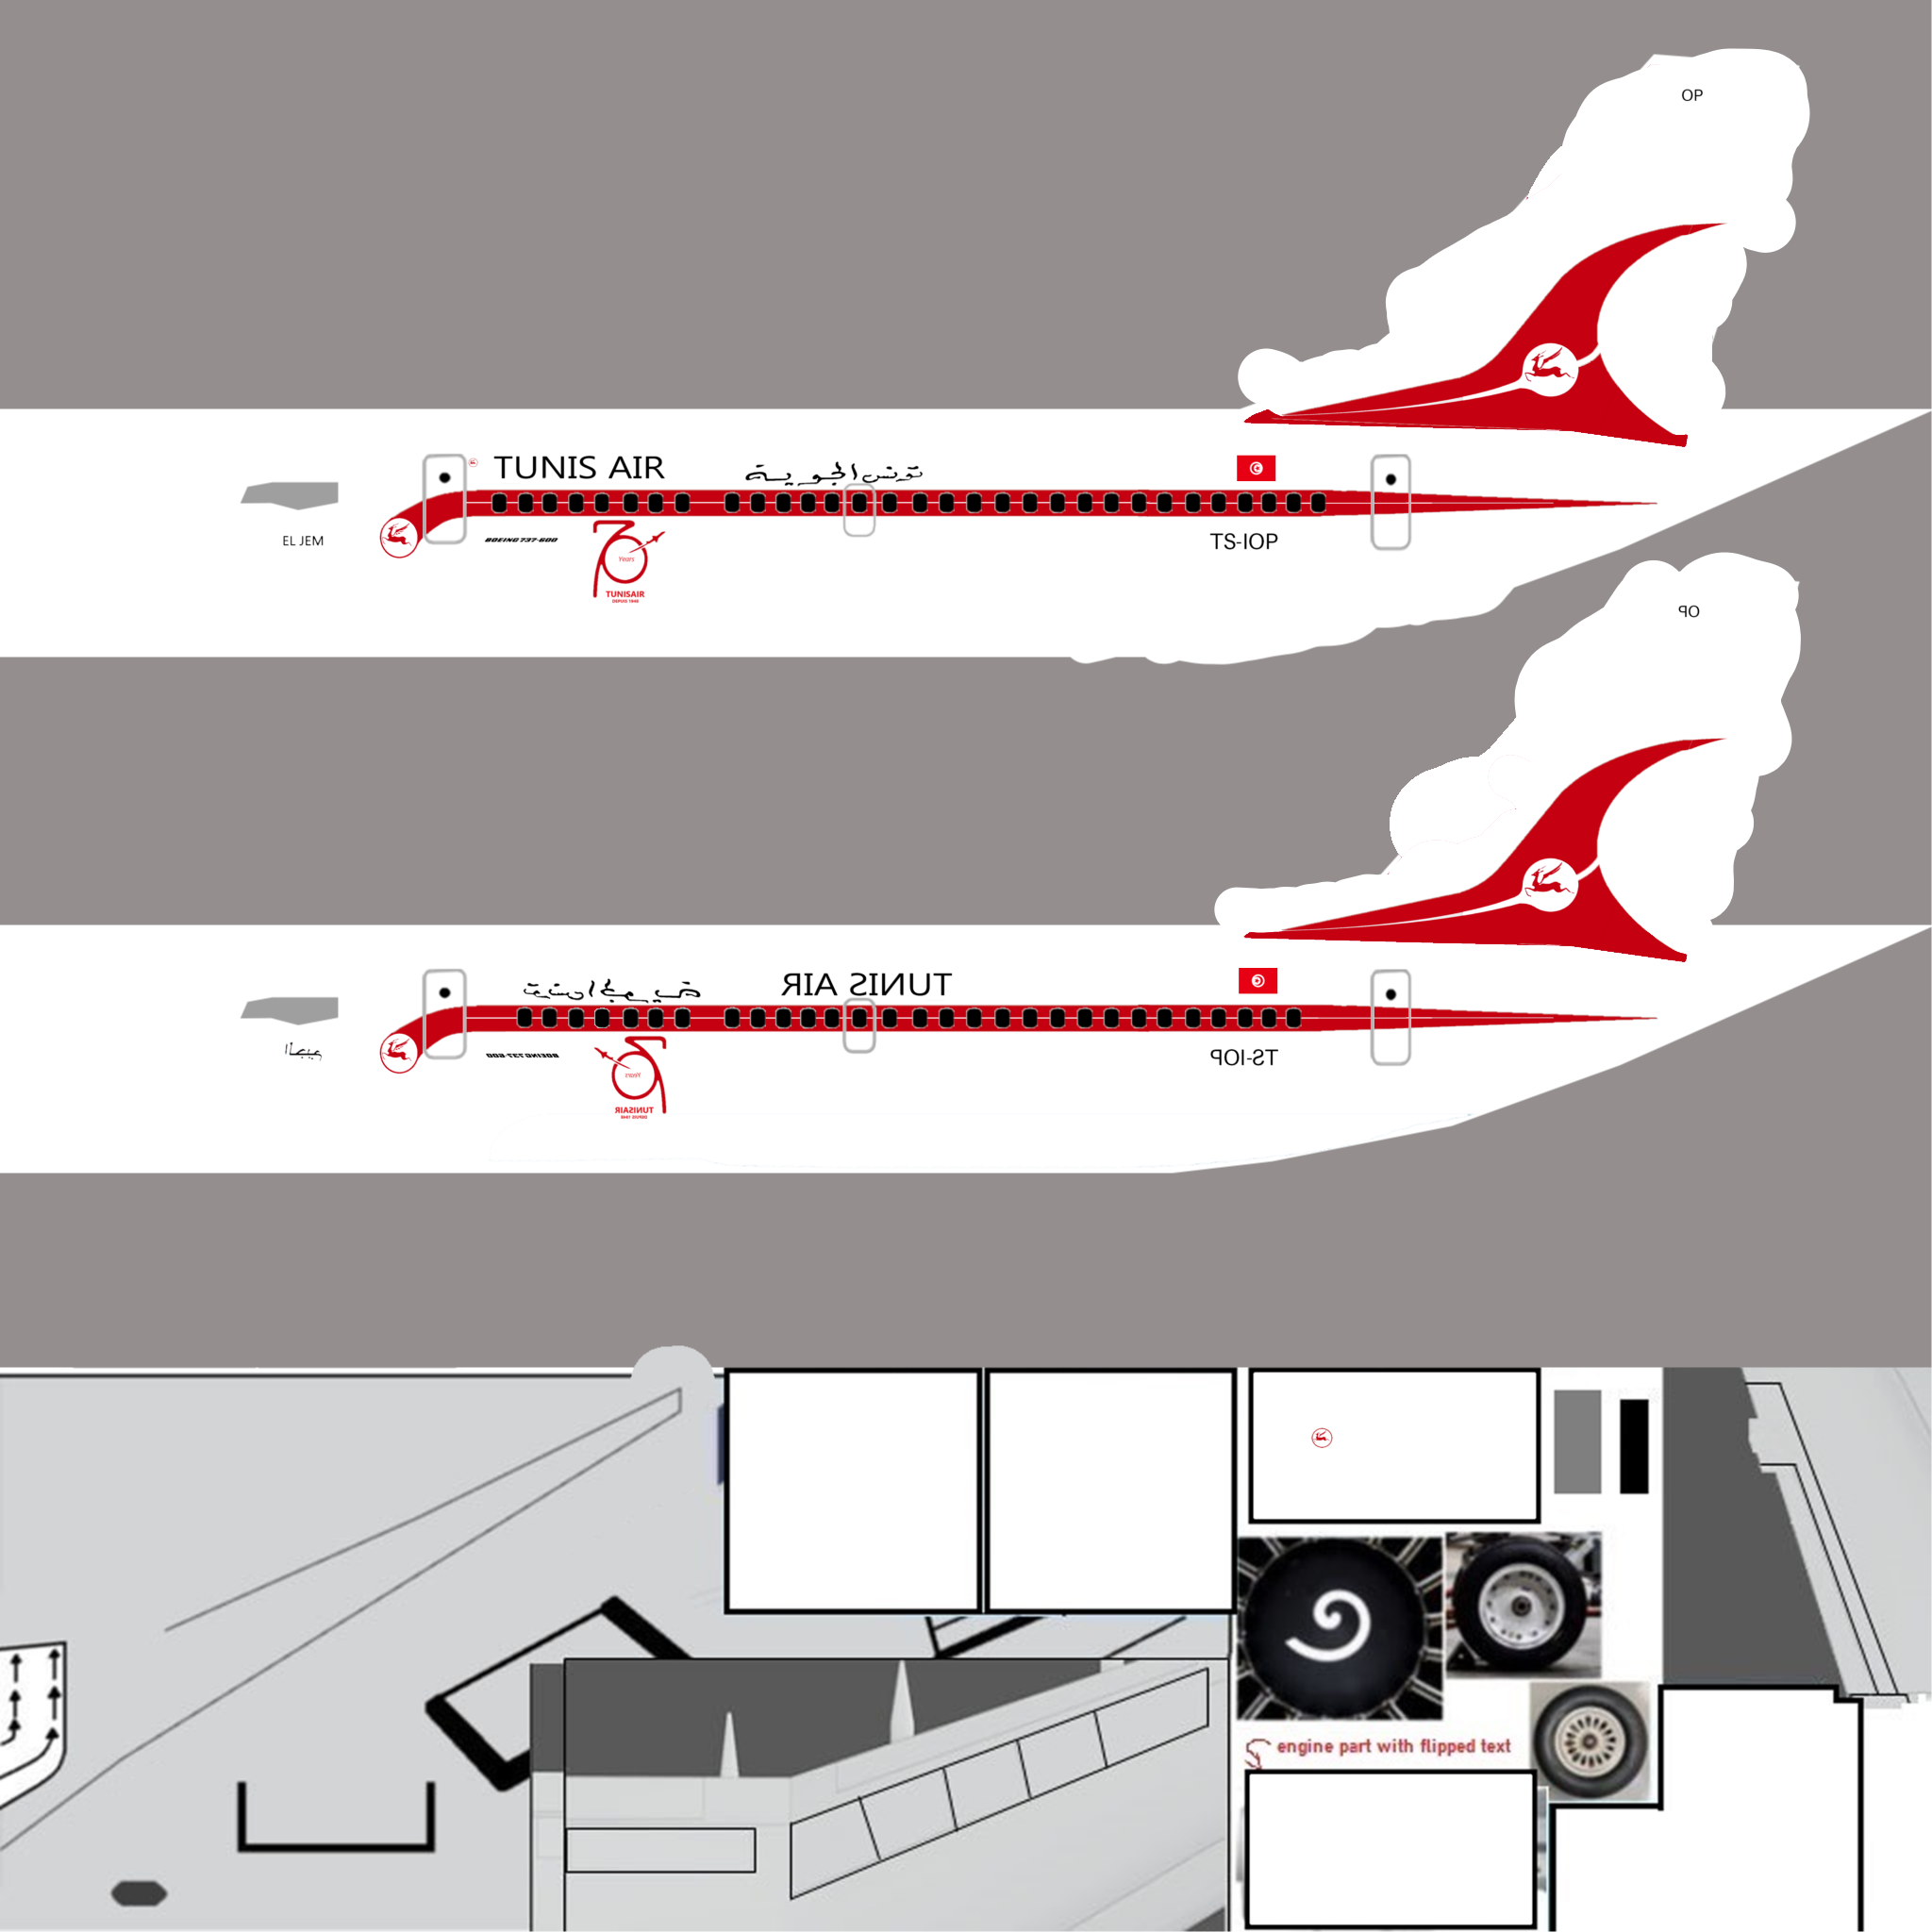 OP
TUNIS AIR
تونس الجوية
EL JEM
BOEING 737-600
70
Years
TUNISAIR
DEPUIS 1948
TS-IOP
OP
TUNIS AIR
BOEING 737-600
70
Years
TUNISAIR
DEPUIS 1948
TS-IOP
engine part with flipped text